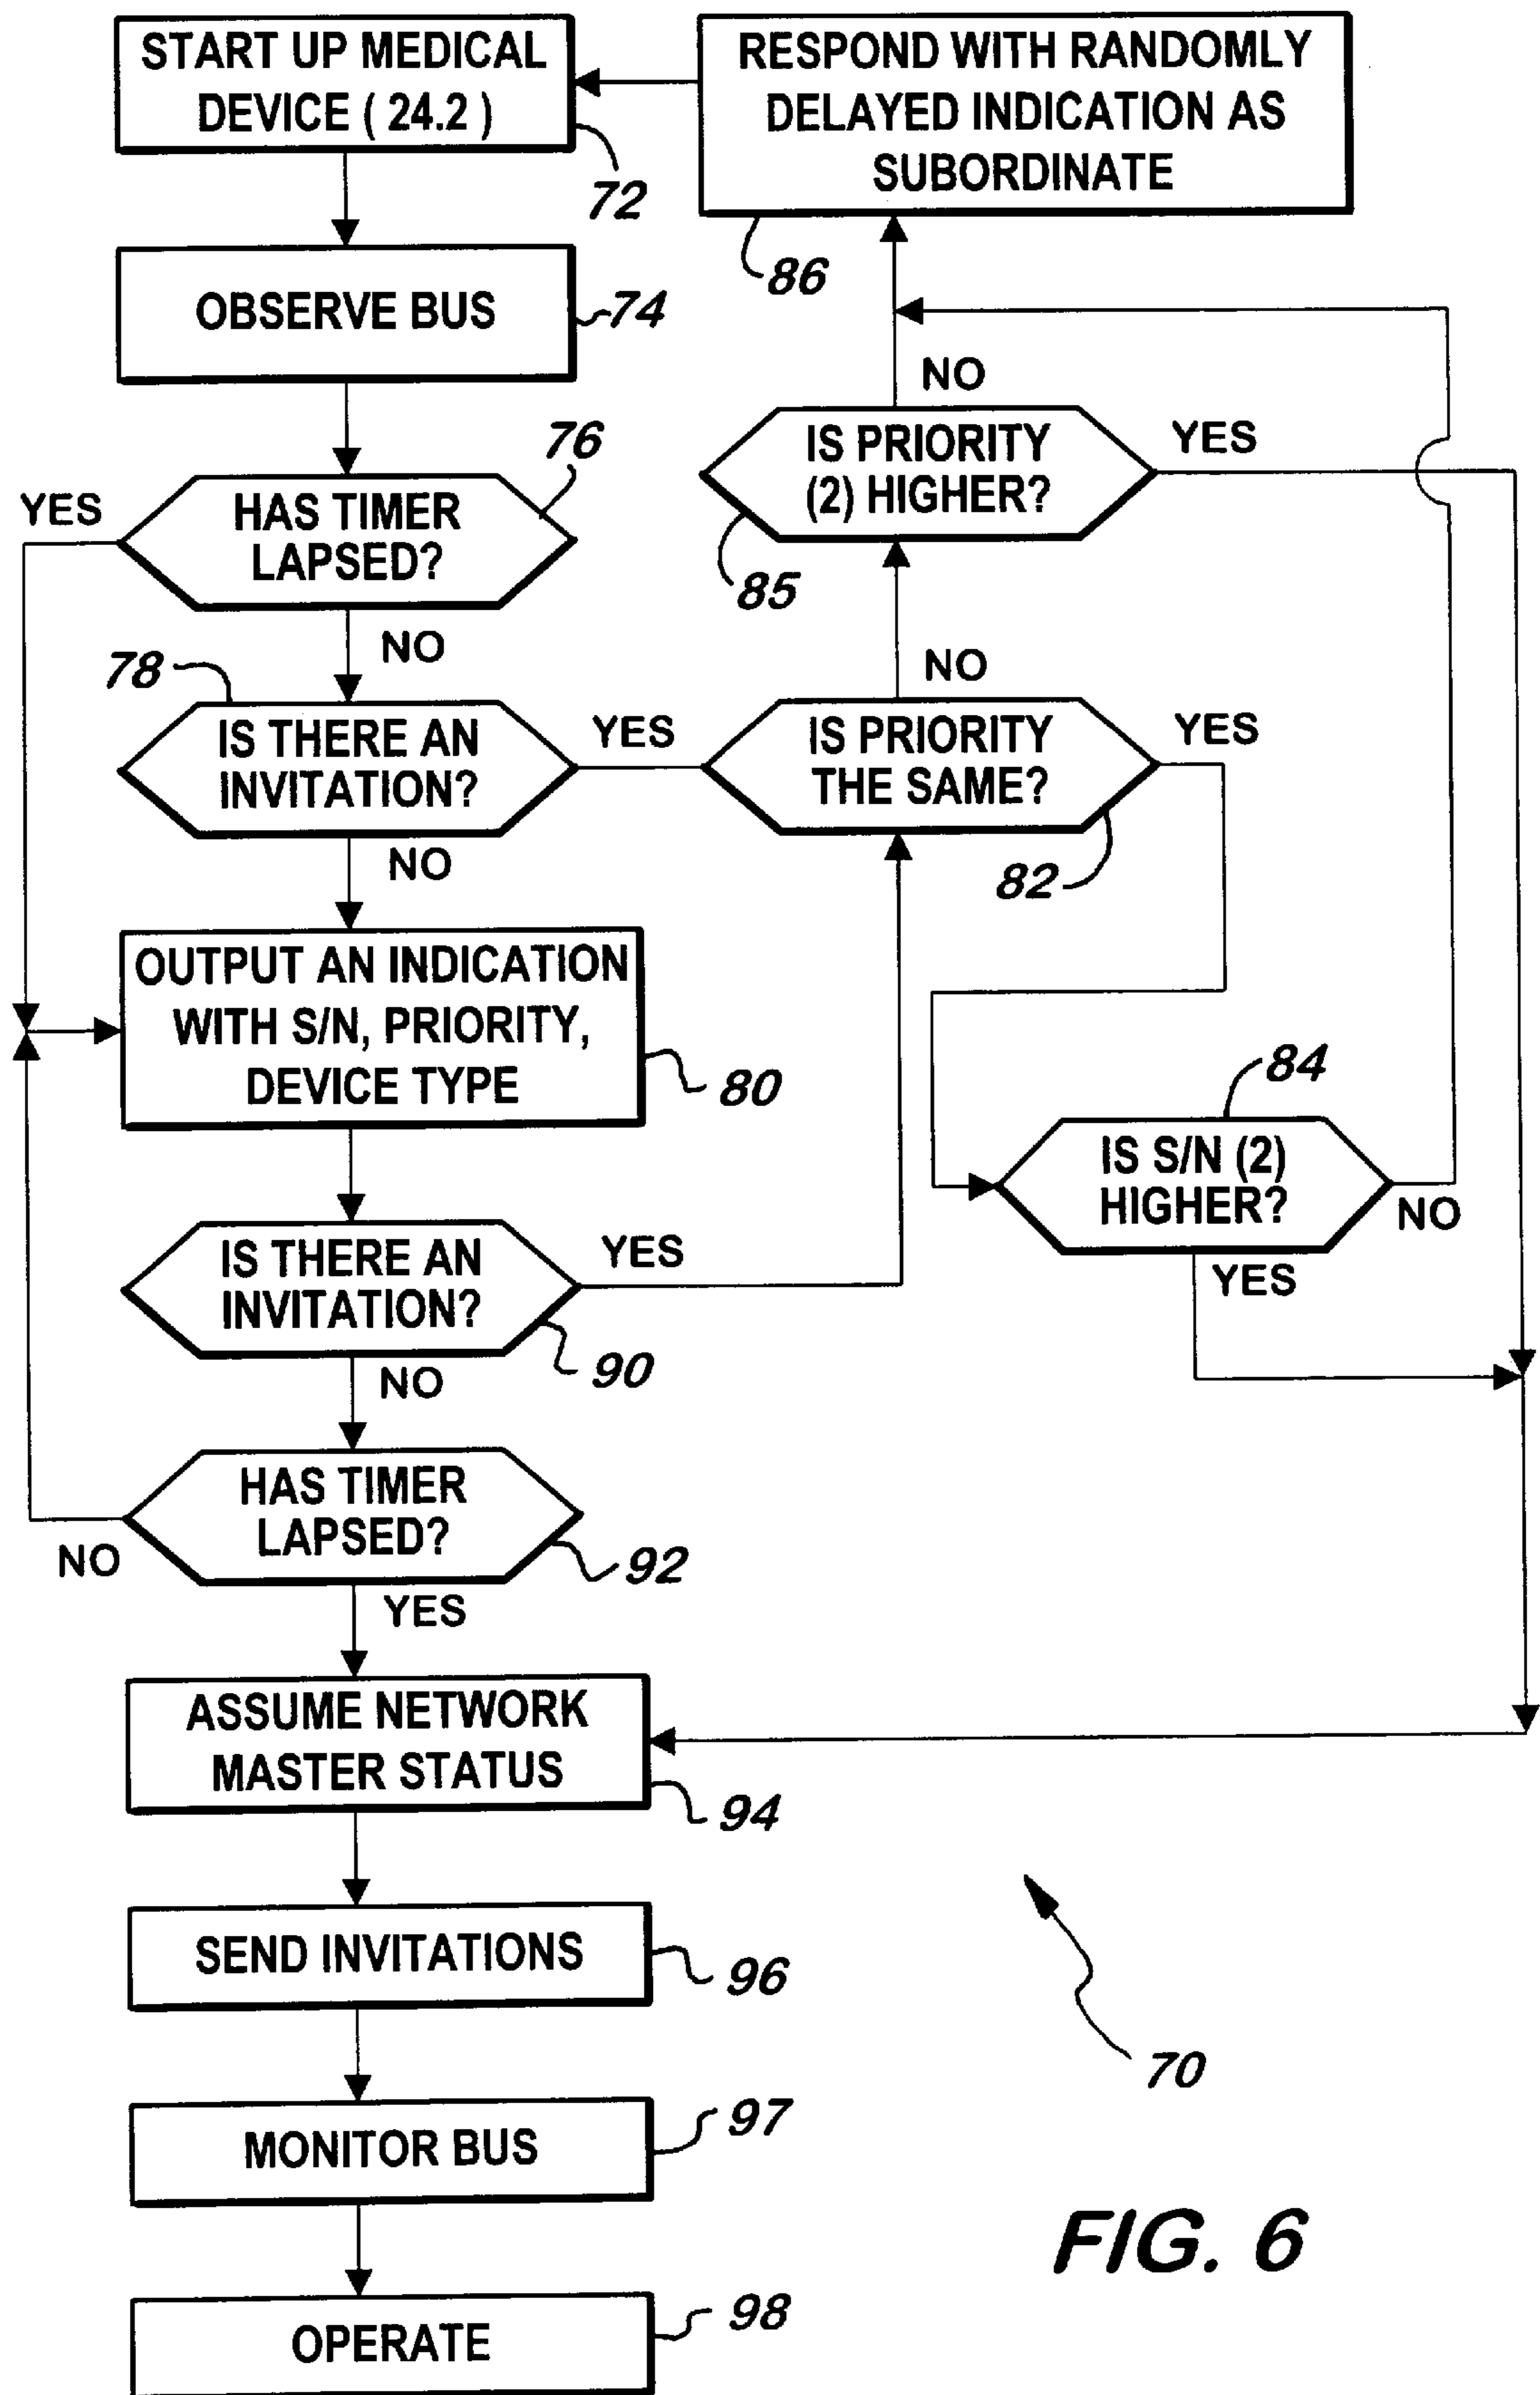 START UP MEDICAL
DEVICE ( 24.2 )
72
RESPOND WITH RANDOMLY
DELAYED INDICATION AS
SUBORDINATE
86
OBSERVE BUS
74
HAS TIMER
LAPSED?
76
YES
NO
IS PRIORITY
(2) HIGHER?
85
NO
YES
78
IS THERE AN
INVITATION?
YES
NO
IS PRIORITY
THE SAME?
82
NO
YES
OUTPUT AN INDICATION
WITH S/N, PRIORITY,
DEVICE TYPE
80
84
IS S/N (2)
HIGHER?
NO
YES
IS THERE AN
INVITATION?
90
YES
NO
HAS TIMER
LAPSED?
92
NO
YES
ASSUME NETWORK
MASTER STATUS
94
SEND INVITATIONS
96
70
MONITOR BUS
97
OPERATE
98
FIG. 6